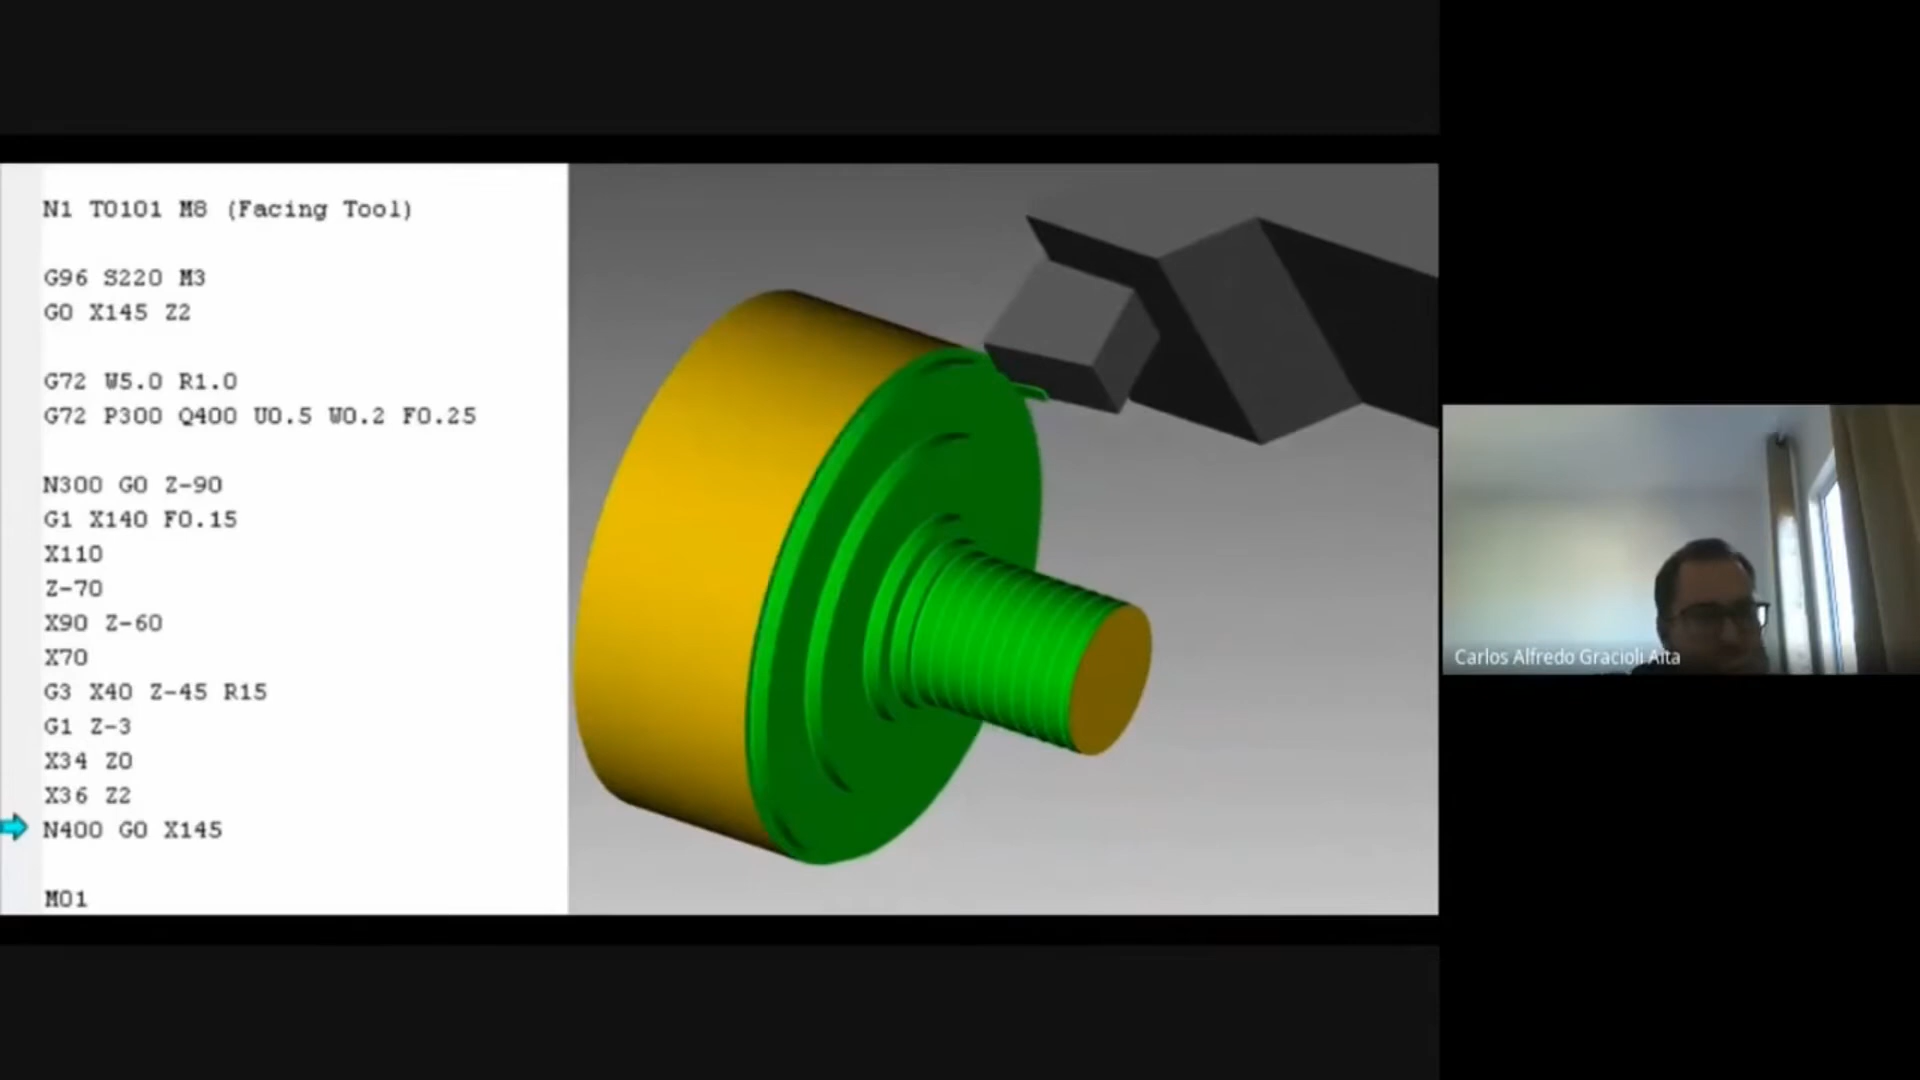 N1 T0101 M8 (Facing Tool)
G96 S220 M3
G0 X145 Z2
G72 W5.0 R1.0
G72 P300 Q400 U0.5 W0.2 F0.25
N300 G0 Z-90
G1 X140 F0.15
X110
Z-70
X90 Z-60
X70
G3 X40 Z-45 R15
G1 Z-3
X34 Z0
X36 Z2
N400 G0 X145
M01
Carlos Alfredo Gracioli Aita